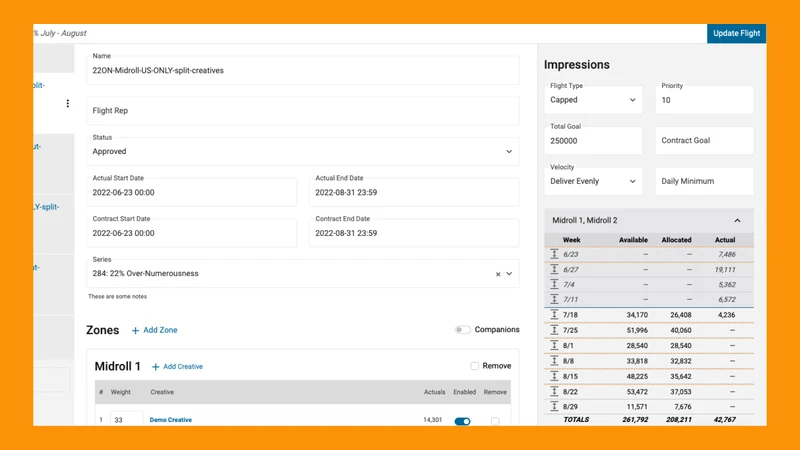 % July - August
Update Flight
split-
ut-
LY-split-
ut-
Name
22ON-Midroll-US-ONLY-split-creatives
Flight Rep
Status
Approved
Actual Start Date
2022-06-23 00:00
Actual End Date
2022-08-31 23:59
Contract Start Date
2022-06-23 00:00
Contract End Date
2022-08-31 23:59
Series
284: 22% Over-Numerousness
These are some notes
Zones
+ Add Zone
Companions
Midroll 1
+ Add Creative
Remove
# Weight Creative Actuals Enabled Remove
1 33 Demo Creative 14,301
Impressions
Flight Type
Capped
Priority
10
Total Goal
250000
Contract Goal
Velocity
Deliver Evenly
Daily Minimum
Midroll 1, Midroll 2
Week Available Allocated Actual
6/23 — — 7,486
6/27 — — 19,111
7/4 — — 5,362
7/11 — — 6,572
7/18 34,170 26,408 4,236
7/25 51,996 40,060 —
8/1 28,540 28,540 —
8/8 33,818 32,832 —
8/15 48,225 35,642 —
8/22 53,472 37,053 —
8/29 11,571 7,676 —
TOTALS 261,792 208,211 42,767